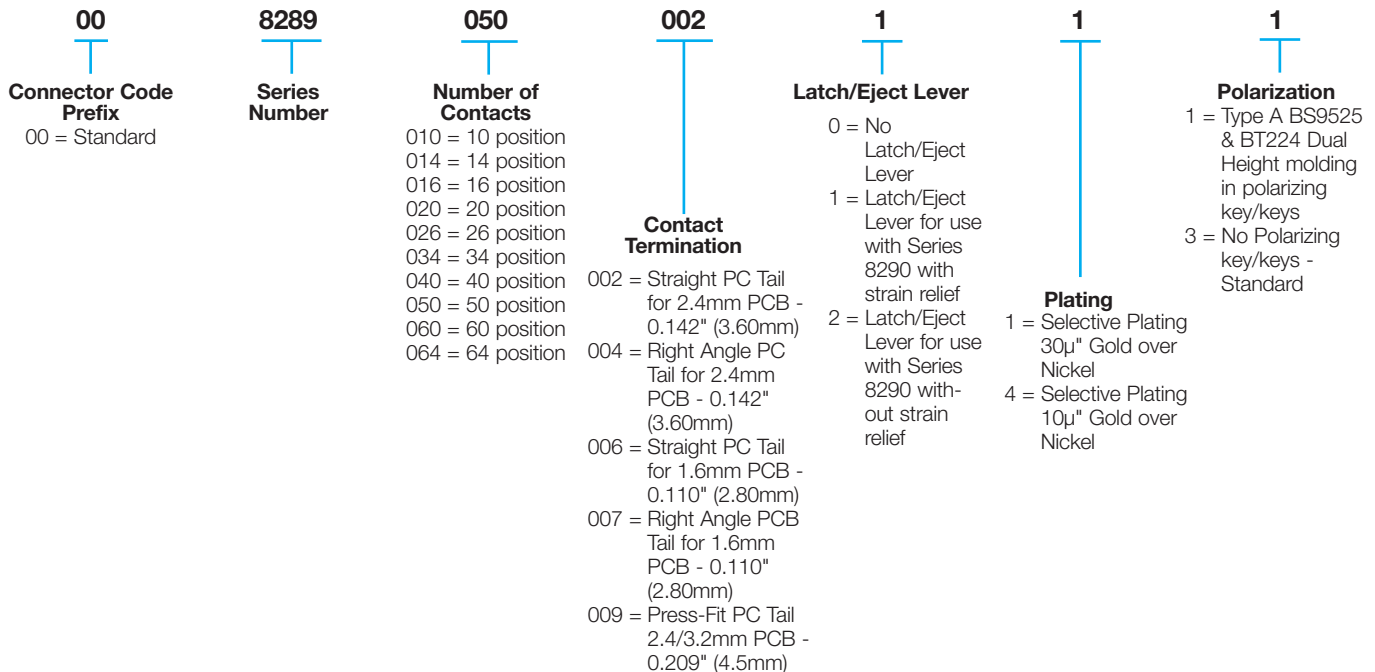 00
8289
050
002
1
1
1
Connector Code
Prefix
00 = Standard
Series
Number
Number of
Contacts
010 = 10 position
014 = 14 position
016 = 16 position
020 = 20 position
026 = 26 position
034 = 34 position
040 = 40 position
050 = 50 position
060 = 60 position
064 = 64 position
Contact
Termination
002 = Straight PC Tail
for 2.4mm PCB -
0.142" (3.60mm)
004 = Right Angle PC
Tail for 2.4mm
PCB - 0.142"
(3.60mm)
006 = Straight PC Tail
for 1.6mm PCB -
0.110" (2.80mm)
007 = Right Angle PCB
Tail for 1.6mm
PCB - 0.110"
(2.80mm)
009 = Press-Fit PC Tail
2.4/3.2mm PCB -
0.209" (4.5mm)
Latch/Eject Lever
0 = No
Latch/Eject
Lever
1 = Latch/Eject
Lever for use
with Series
8290 with
strain relief
2 = Latch/Eject
Lever for use
with Series
8290 with-
out strain
relief
Plating
1 = Selective Plating
30µ" Gold over
Nickel
4 = Selective Plating
10µ" Gold over
Nickel
Polarization
1 = Type A BS9525
& BT224 Dual
Height molding
in polarizing
key/keys
3 = No Polarizing
key/keys -
Standard